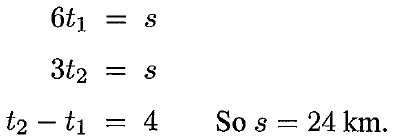 6t₁ = s
3t₂ = s
t₂ − t₁ = 4 So s = 24 km.